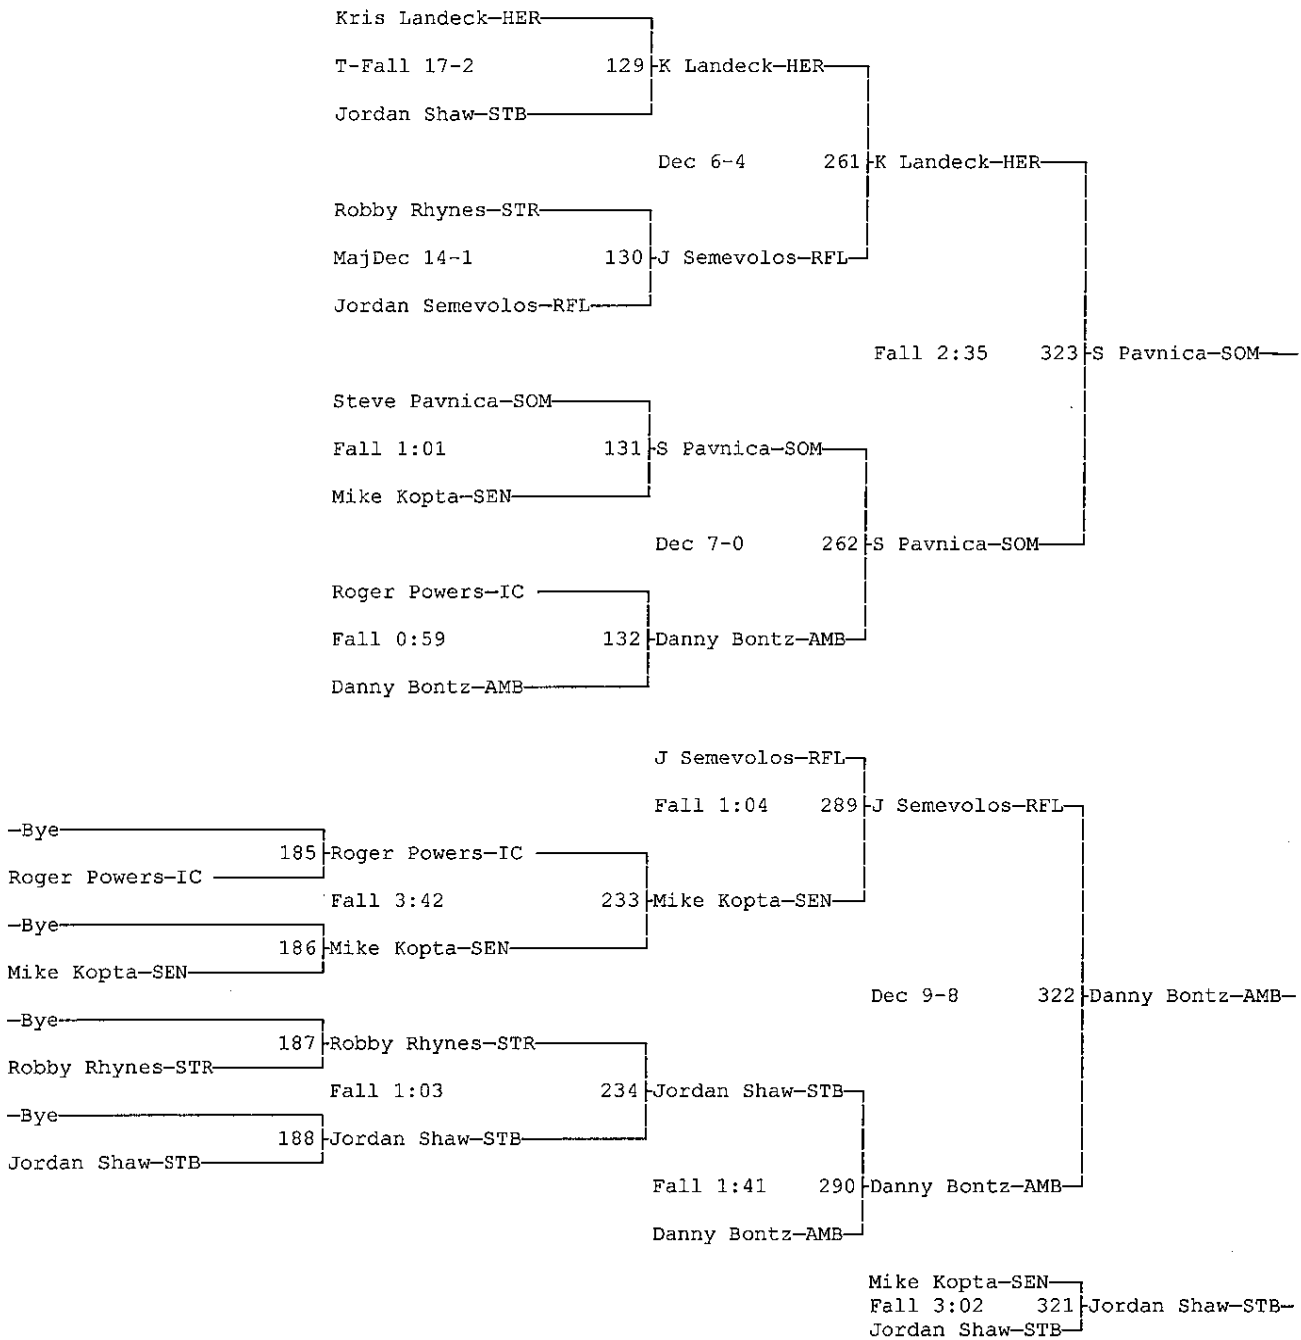 Kris Landeck-HER
T-Fall 17-2 129 K Landeck-HER
Jordan Shaw-STB
Dec 6-4 261 K Landeck-HER
Robby Rhynes-STR
MajDec 14-1 130 J Semevolos-RFL
Jordan Semevolos-RFL
Fall 2:35 323 S Pavnica-SOM
Steve Pavnica-SOM
Fall 1:01 131 S Pavnica-SOM
Mike Kopta-SEN
Dec 7-0 262 S Pavnica-SOM
Roger Powers-IC
Fall 0:59 132 Danny Bontz-AMB
Danny Bontz-AMB
J Semevolos-RFL
Fall 1:04 289 J Semevolos-RFL
-Bye
185 Roger Powers-IC
Roger Powers-IC
Fall 3:42 233 Mike Kopta-SEN
-Bye
186 Mike Kopta-SEN
Mike Kopta-SEN
Dec 9-8 322 Danny Bontz-AMB
-Bye
187 Robby Rhynes-STR
Robby Rhynes-STR
Fall 1:03 234 Jordan Shaw-STB
-Bye
188 Jordan Shaw-STB
Jordan Shaw-STB
Fall 1:41 290 Danny Bontz-AMB
Danny Bontz-AMB
Mike Kopta-SEN
Fall 3:02 321 Jordan Shaw-STB
Jordan Shaw-STB